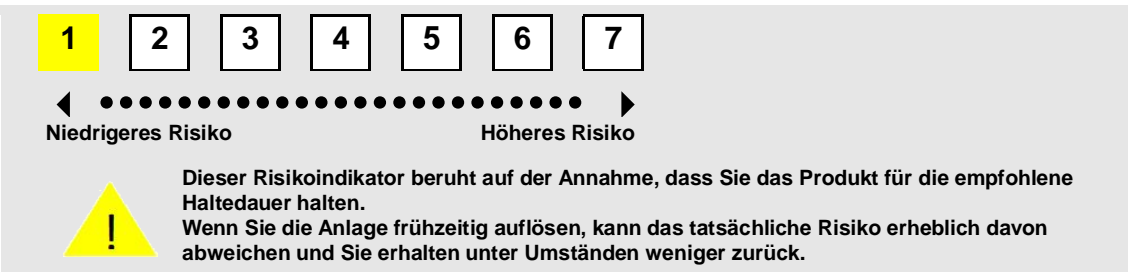 1 2 3 4 5 6 7
Niedrigeres Risiko Höheres Risiko
Dieser Risikoindikator beruht auf der Annahme, dass Sie das Produkt für die empfohlene
Haltedauer halten.
Wenn Sie die Anlage frühzeitig auflösen, kann das tatsächliche Risiko erheblich davon
abweichen und Sie erhalten unter Umständen weniger zurück.
!